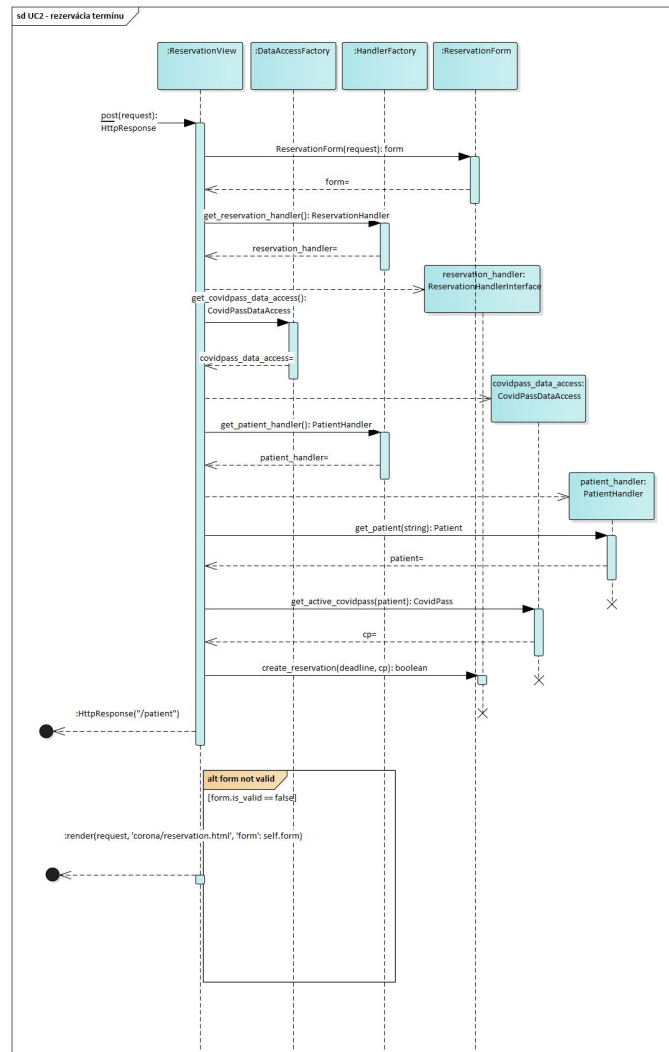 sd UC2 - rezervácia termínu
:ReservationView
:DataAccessFactory
:HandlerFactory
:ReservationForm
post(request):
HttpResponse
ReservationForm(request): form
form=
get_reservation_handler(): ReservationHandler
reservation_handler=
reservation_handler:
ReservationHandlerInterface
get_covidpass_data_access():
CovidPassDataAccess
covidpass_data_access=
covidpass_data_access:
CovidPassDataAccess
get_patient_handler(): PatientHandler
patient_handler=
patient_handler:
PatientHandler
get_patient(string): Patient
patient=
get_active_covidpass(patient): CovidPass
cp=
create_reservation(deadline, cp): boolean
:HttpResponse("/patient")
alt form not valid
[form.is_valid == false]
:render(request, 'corona/reservation.html', 'form': self.form)